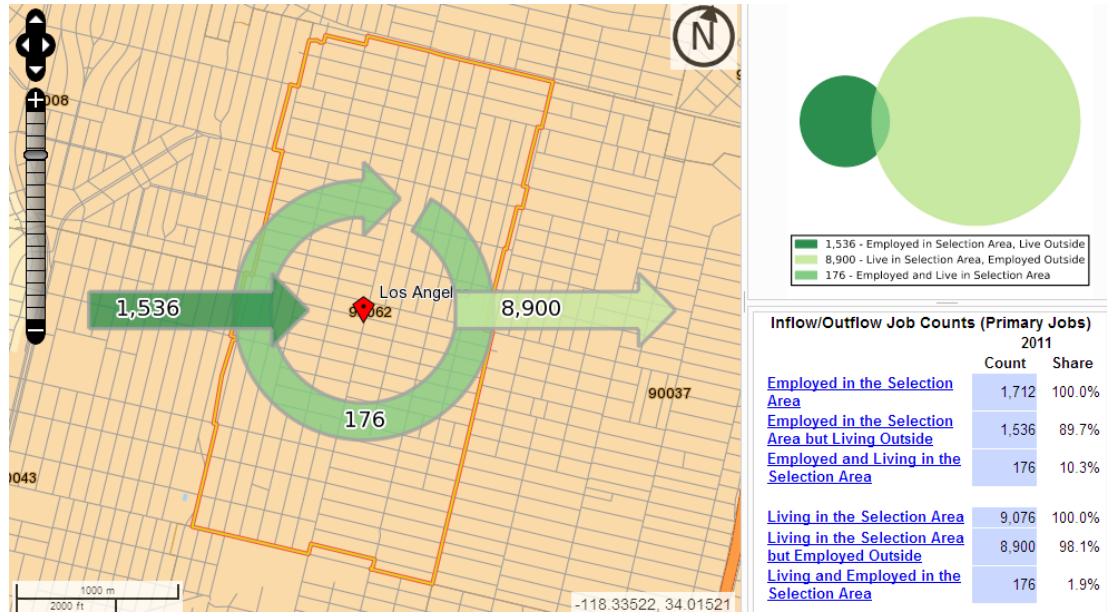 N
9
008
Los Angel
1,536
90062
8,900
176
90037
0043
1000 m
2000 ft
-118.33522, 34.01521
1,536 - Employed in Selection Area, Live Outside
8,900 - Live in Selection Area, Employed Outside
176 - Employed and Live in Selection Area
Inflow/Outflow Job Counts (Primary Jobs)
2011
Count Share
Employed in the Selection
Area 1,712 100.0%
Employed in the Selection
Area but Living Outside 1,536 89.7%
Employed and Living in the
Selection Area 176 10.3%
Living in the Selection Area 9,076 100.0%
Living in the Selection Area
but Employed Outside 8,900 98.1%
Living and Employed in the
Selection Area 176 1.9%